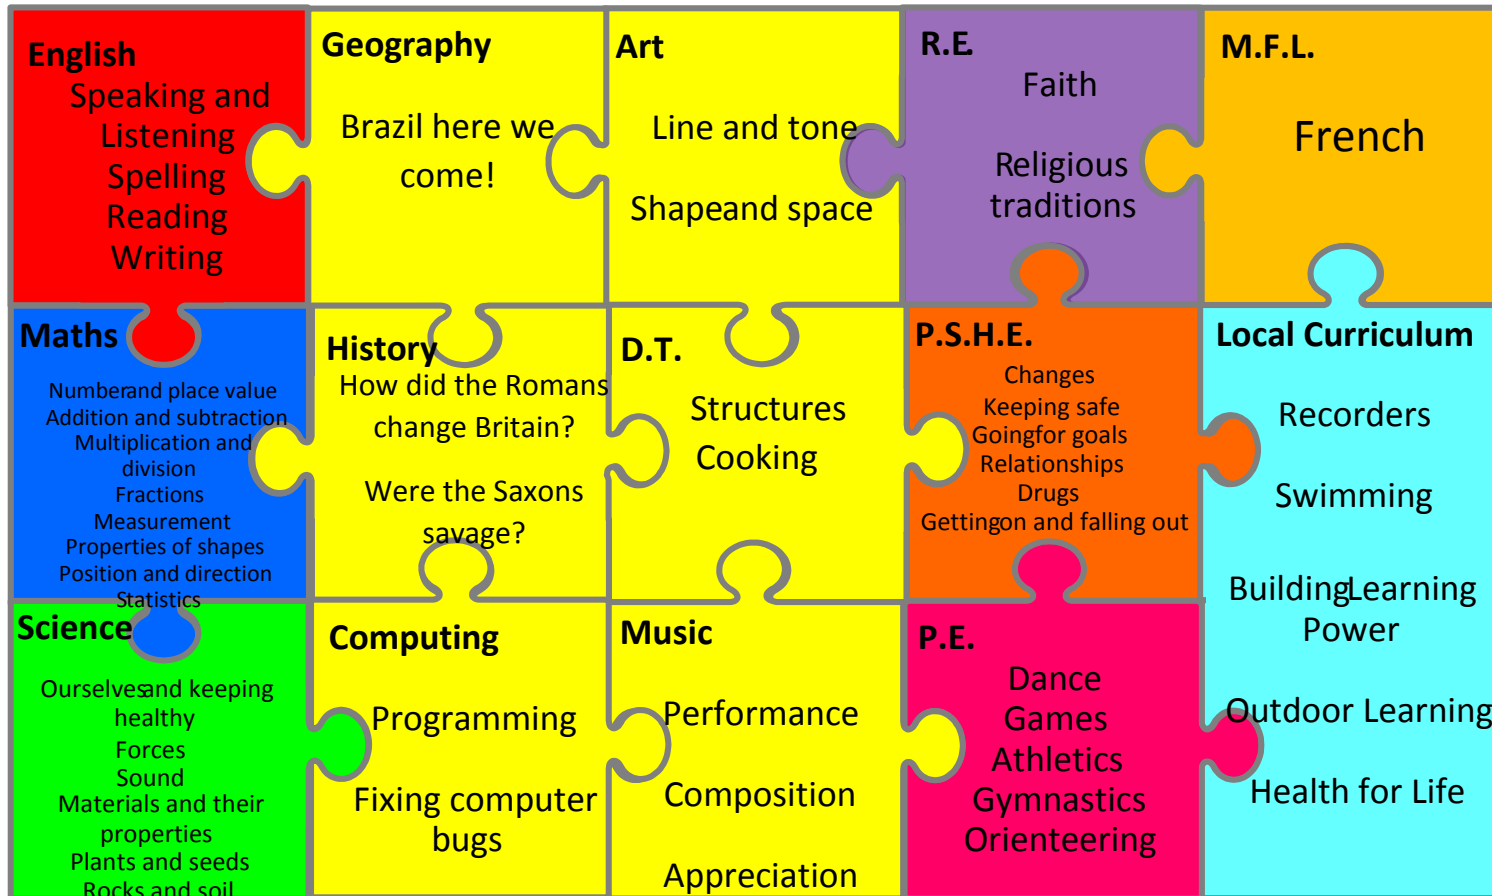 English
Speaking and
Listening
Spelling
Reading
Writing
Geography
Brazil here we
come!
Art
Line and tone
Shapeand space
R.E.
Faith
Religious
traditions
M.F.L.
French
Maths
Numberand place value
Addition and subtraction
Multiplication and
division
Fractions
Measurement
Properties of shapes
Position and direction
Statistics
History
How did the Romans
change Britain?
Were the Saxons
savage?
D.T.
Structures
Cooking
P.S.H.E.
Changes
Keeping safe
Goingfor goals
Relationships
Drugs
Gettingon and falling out
Local Curriculum
Recorders
Swimming
BuildingLearning
Power
Outdoor Learning
Health for Life
Science
Ourselvesand keeping
healthy
Forces
Sound
Materials and their
properties
Plants and seeds
Rocks and soil
Computing
Programming
Fixing computer
bugs
Music
Performance
Composition
Appreciation
P.E.
Dance
Games
Athletics
Gymnastics
Orienteering